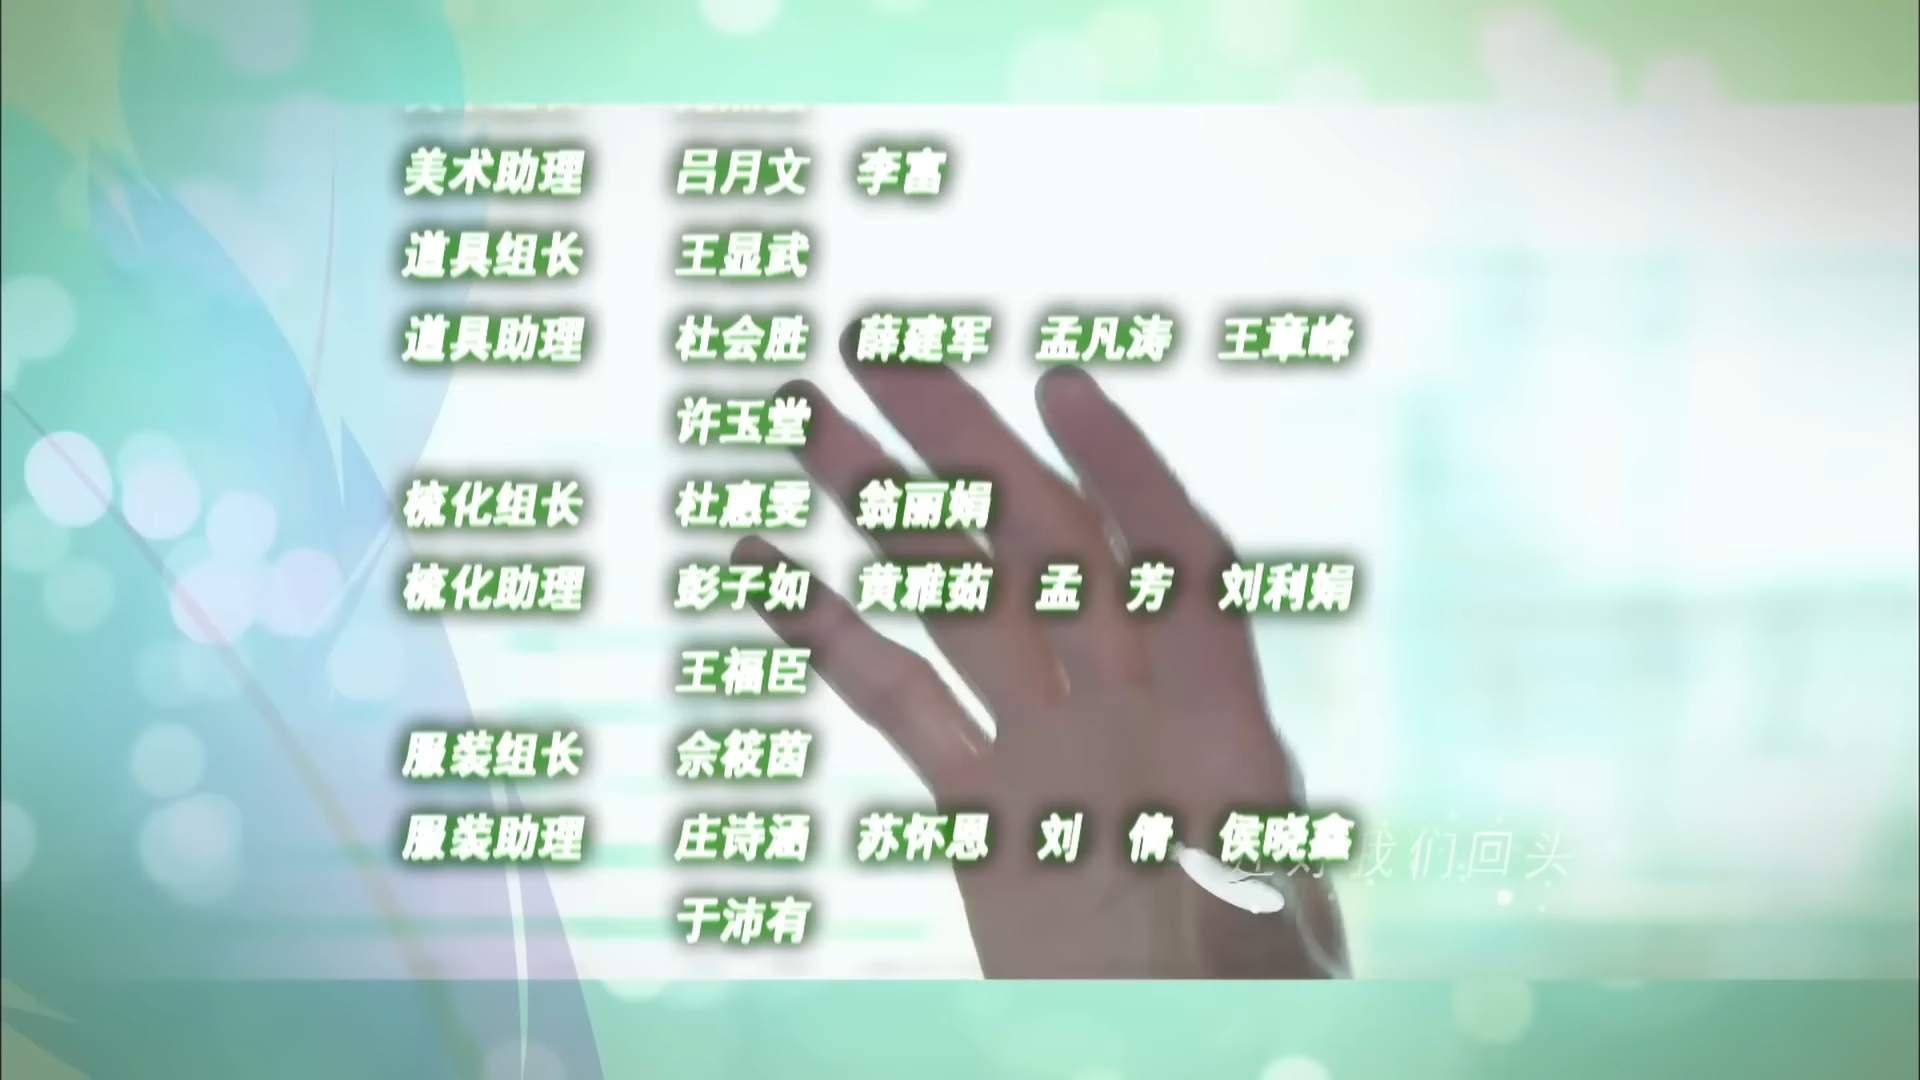 美术助理 吕月文 李富
道具组长 王显武
道具助理 杜会胜 薛建军 孟凡涛 王章峰
许玉堂
梳化组长 杜惠雯 翁丽娟
梳化助理 彭子如 黄雅茹 孟 芳 刘利娟
王福臣
服装组长 佘筱茵
服装助理 庄诗涵 苏怀恩 刘 倩 侯晓鑫
我们回头
于沛有